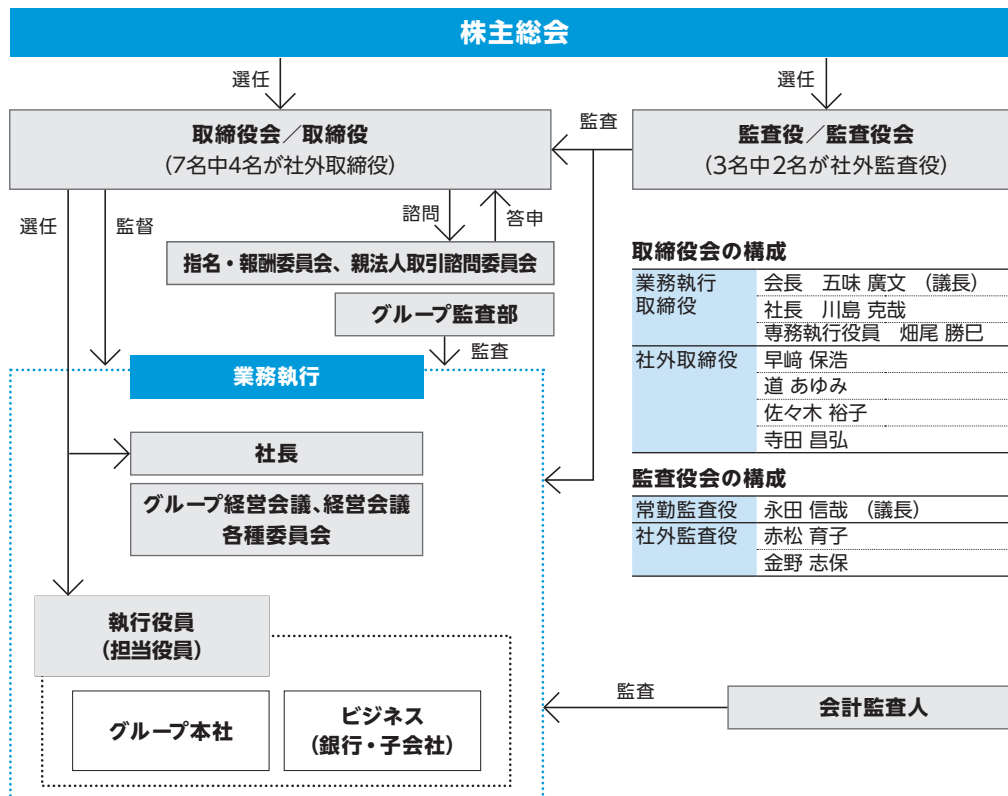 株主総会
選任
選任
取締役会／取締役
(7名中4名が社外取締役)
監査
監査役／監査役会
(3名中2名が社外監査役)
選任
監督
諮問
答申
指名・報酬委員会、親法人取引諮問委員会
グループ監査部
監査
業務執行
社長
グループ経営会議、経営会議
各種委員会
執行役員
(担当役員)
グループ本社
ビジネス
(銀行・子会社)
取締役会の構成
業務執行 会長　五味 廣文　(議長)
取締役 社長　川島 克哉
専務執行役員　畑尾 勝巳
社外取締役 早﨑 保浩
道 あゆみ
佐々木 裕子
寺田 昌弘
監査役会の構成
常勤監査役 永田 信哉　(議長)
社外監査役 赤松 育子
金野 志保
監査
会計監査人